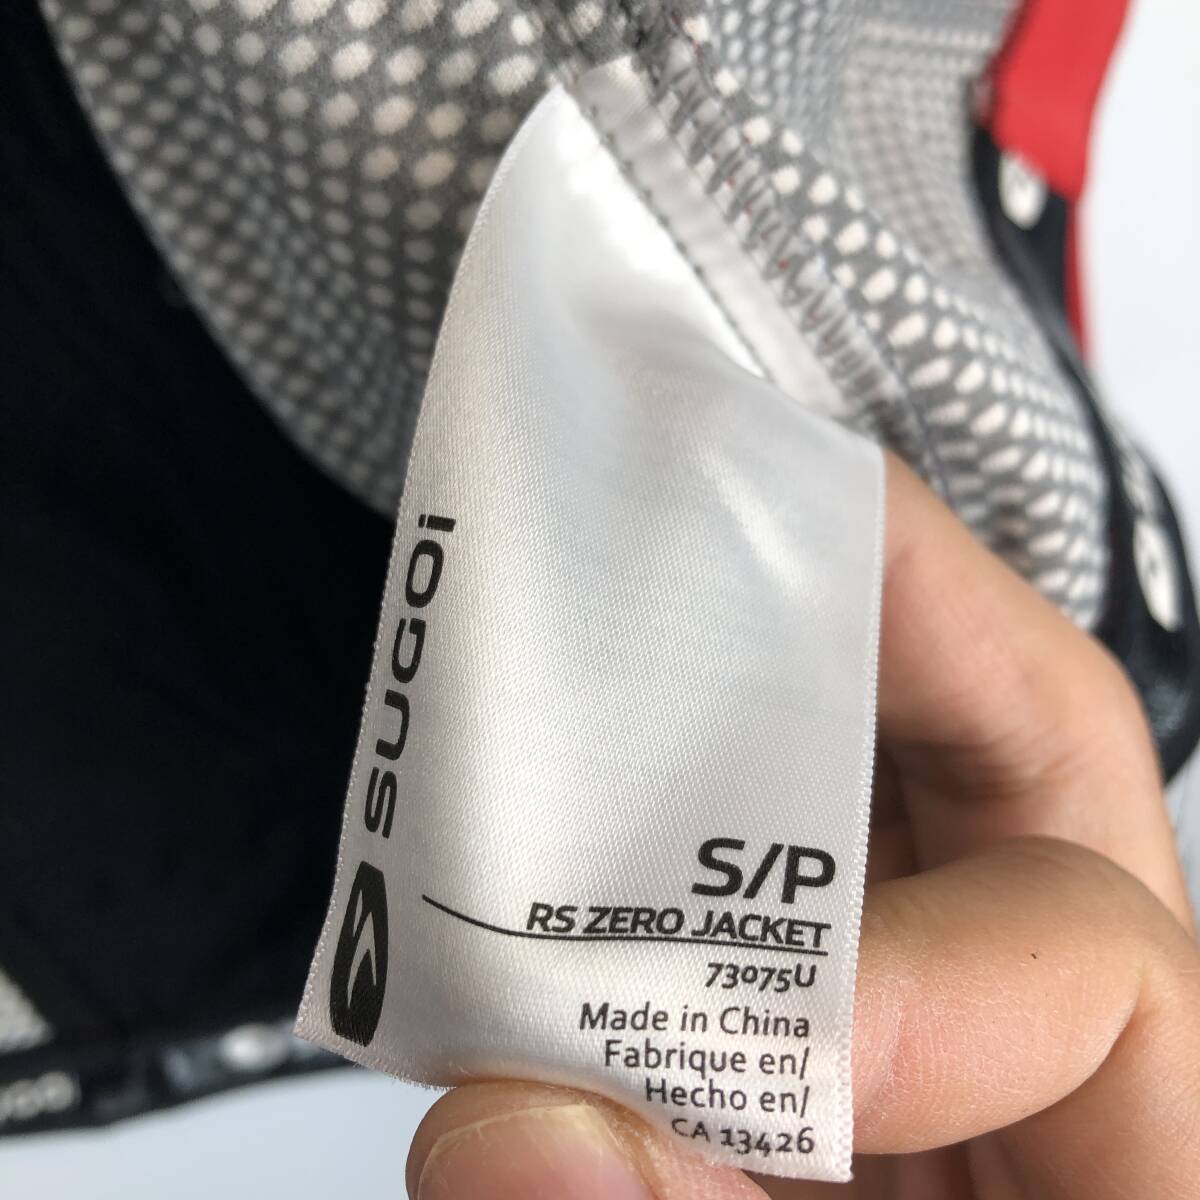 sugoi
S/P
RS ZERO JACKET
73075U
Made in China
Fabrique en/
Hecho en/
CA 13426